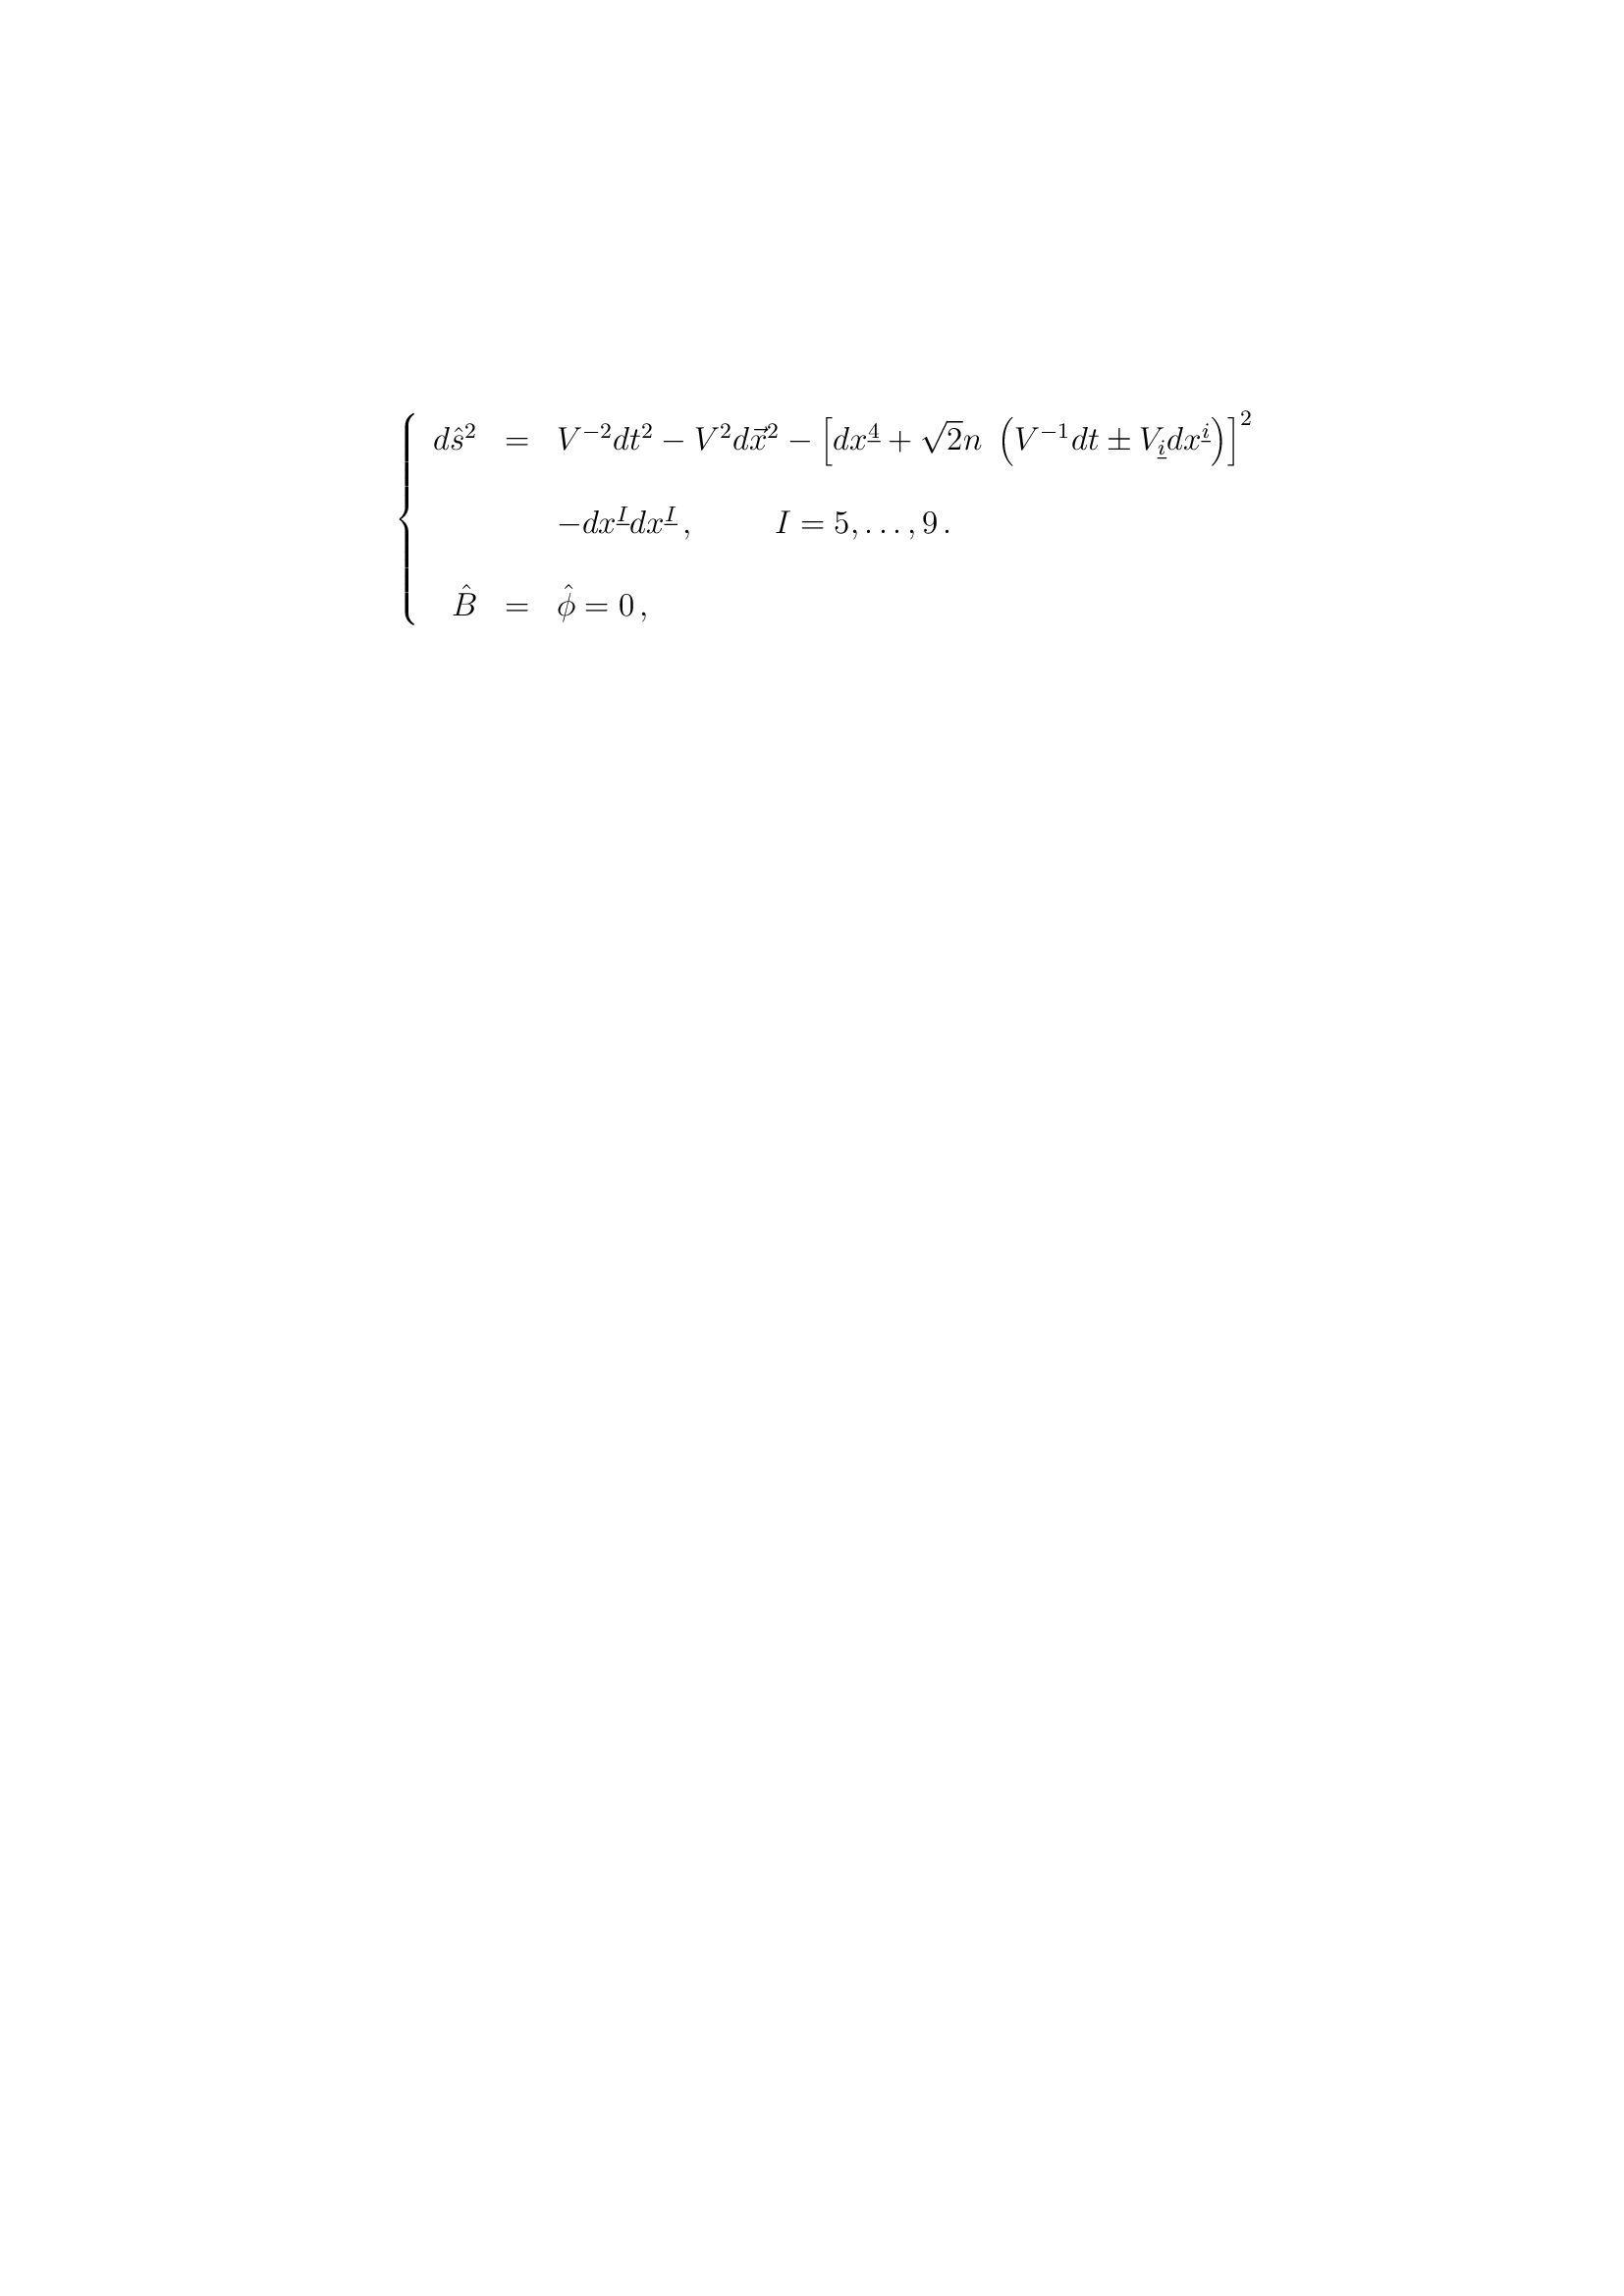 $\left\{ \begin{array}{rcl} d\hat{s}^2 & = & V^{-2}dt^2 - V^2 d\vec{x}^2 - \left[ dx^{\underline{4}} + \sqrt{2}n \ \left( V^{-1}dt \pm V_{\underline{i}} dx^{\underline{i}} \right) \right]^2 \\
& & -dx^{\underline{I}} dx^{\underline{I}} \, , \hspace{1cm} I = 5, \ldots, 9 \, . \\
\hat{B} & = & \hat{\phi} = 0 \, , \end{array} \right.$